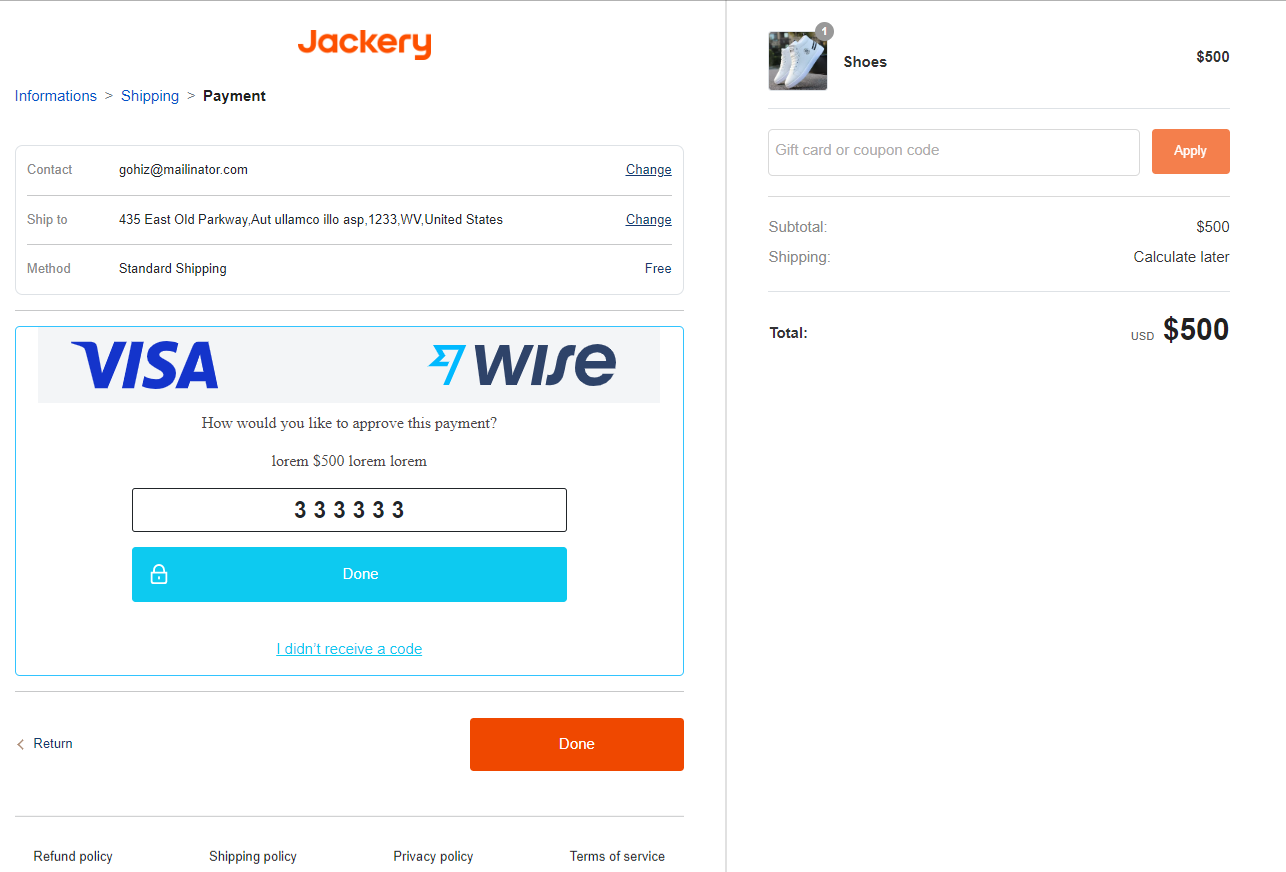 Jackery
Informations > Shipping > Payment
Contact gohiz@mailinator.com Change
Ship to 435 East Old Parkway,Aut ullamco illo asp,1233,WV,United States Change
Method Standard Shipping Free
VISA WISE
How would you like to approve this payment?
lorem $500 lorem lorem
333333
Done
I didn't receive a code
Return Done
Refund policy Shipping policy Privacy policy Terms of service
1
Shoes $500
Gift card or coupon code Apply
Subtotal: $500
Shipping: Calculate later
Total: USD $500